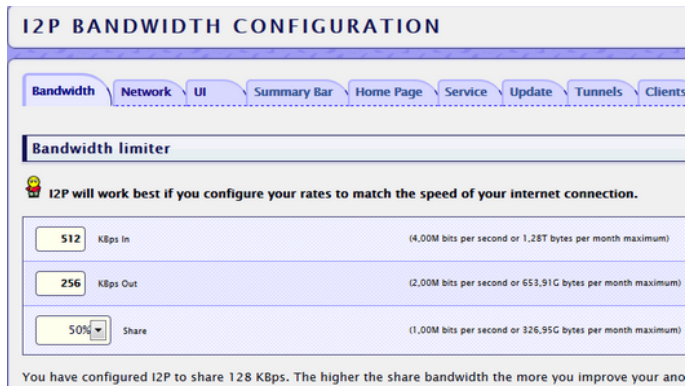 I2P BANDWIDTH CONFIGURATION
Bandwidth Network UI Summary Bar Home Page Service Update Tunnels Clients
Bandwidth limiter
I2P will work best if you configure your rates to match the speed of your internet connection.
512 KBps In (4,00M bits per second or 1,28T bytes per month maximum)
256 KBps Out (2,00M bits per second or 653,91G bytes per month maximum)
50% Share (1,00M bits per second or 326,95G bytes per month maximum)
You have configured I2P to share 128 KBps. The higher the share bandwidth the more you improve your ano